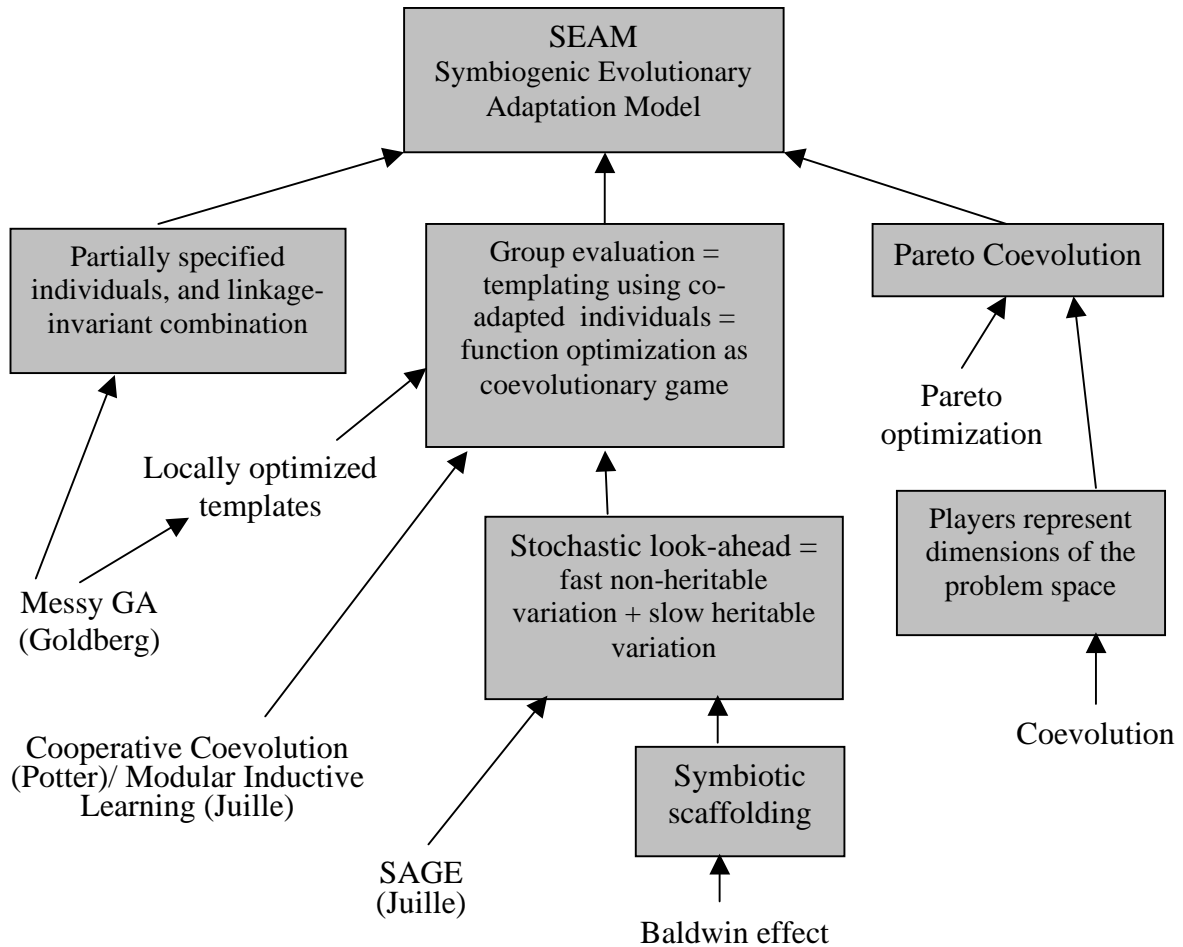 SEAM
Symbiogenic Evolutionary
Adaptation Model
Partially specified
individuals, and linkage-
invariant combination
Group evaluation =
templating using co-
adapted individuals =
function optimization as
coevolutionary game
Pareto Coevolution
Pareto
optimization
Locally optimized
templates
Players represent
dimensions of the
problem space
Stochastic look-ahead =
fast non-heritable
variation + slow heritable
variation
Messy GA
(Goldberg)
Coevolution
Cooperative Coevolution
(Potter)/ Modular Inductive
Learning (Juille)
Symbiotic
scaffolding
SAGE
(Juille)
Baldwin effect